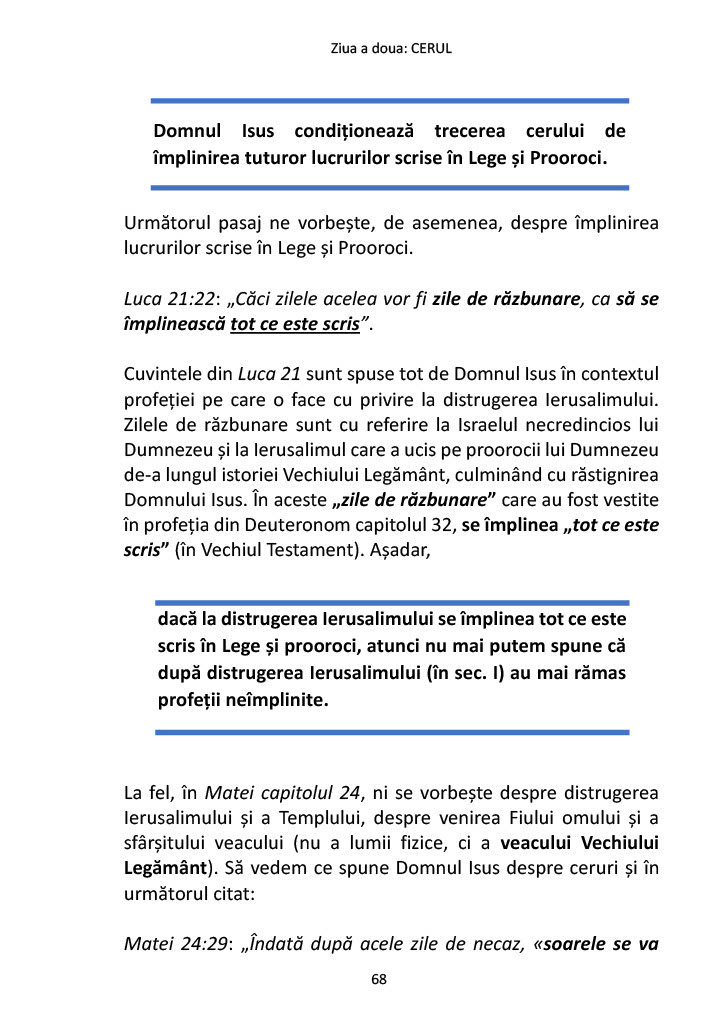 Ziua a doua: CERUL
Domnul Isus condiționează trecerea cerului de
împlinirea tuturor lucrurilor scrise în Lege și Prooroci.
Următorul pasaj ne vorbește, de asemenea, despre împlinirea
lucrurilor scrise în Lege și Prooroci.
Luca 21:22: „Căci zilele acelea vor fi zile de răzbunare, ca să se
împlinească tot ce este scris”.
Cuvintele din Luca 21 sunt spuse tot de Domnul Isus în contextul
profeției pe care o face cu privire la distrugerea Ierusalimului.
Zilele de răzbunare sunt cu referire la Israelul necredincios lui
Dumnezeu și la Ierusalimul care a ucis pe proorocii lui Dumnezeu
de-a lungul istoriei Vechiului Legământ, culminând cu răstignirea
Domnului Isus. În aceste „zile de răzbunare” care au fost vestite
în profeția din Deuteronom capitolul 32, se împlinea „tot ce este
scris” (în Vechiul Testament). Așadar,
dacă la distrugerea Ierusalimului se împlinea tot ce este
scris în Lege și prooroci, atunci nu mai putem spune că
după distrugerea Ierusalimului (în sec. I) au mai rămas
profeții neîmplinite.
La fel, în Matei capitolul 24, ni se vorbește despre distrugerea
Ierusalimului și a Templului, despre venirea Fiului omului și a
sfârșitului veacului (nu a lumii fizice, ci a veacului Vechiului
Legământ). Să vedem ce spune Domnul Isus despre ceruri și în
următorul citat:
Matei 24:29: „Îndată după acele zile de necaz, «soarele se va
68